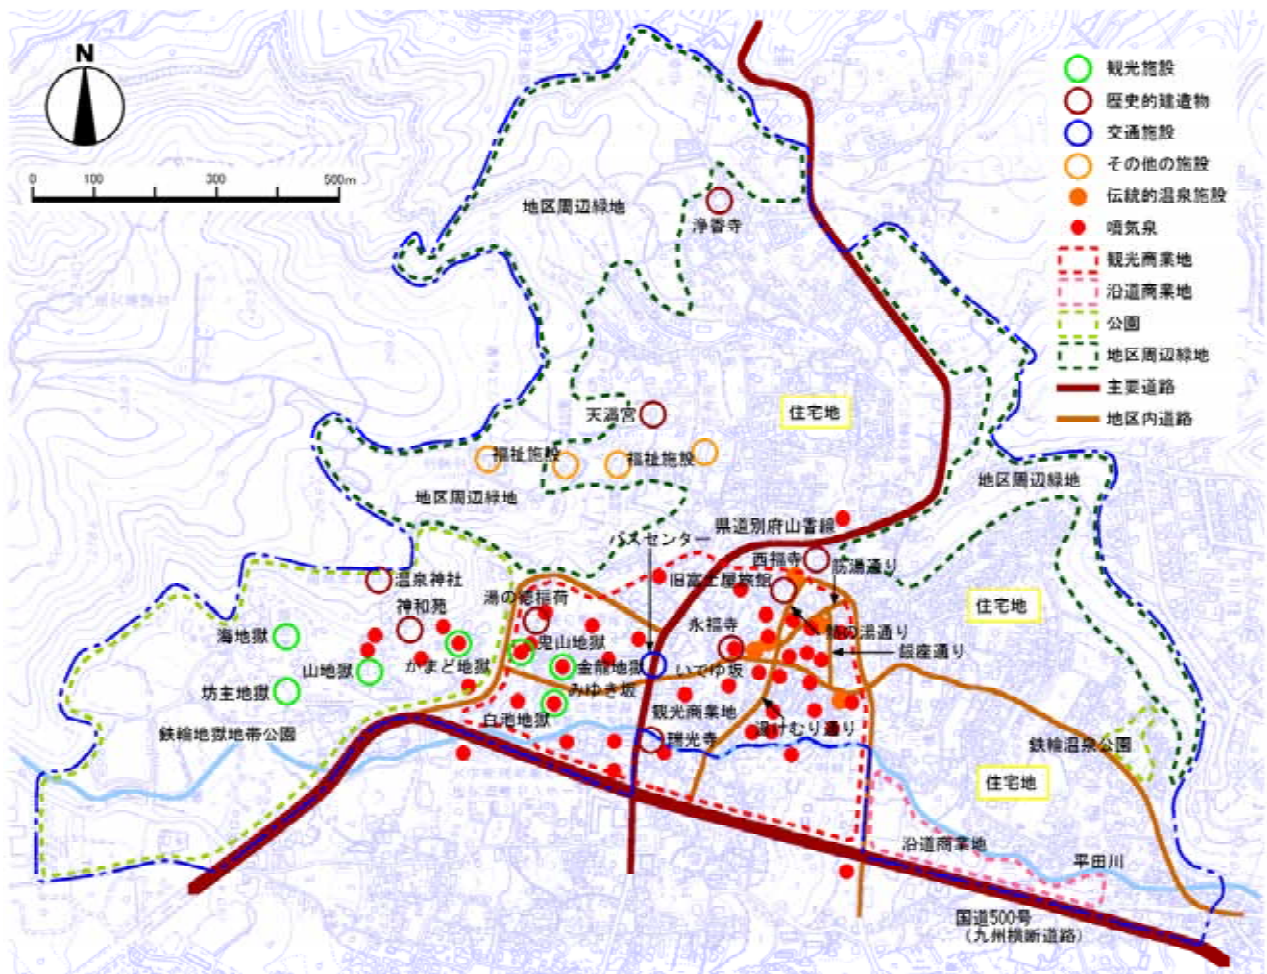 N
0 100 300 500m
観光施設
歴史的建造物
交通施設
その他の施設
伝統的温泉施設
噴気泉
観光商業地
沿道商業地
公園
地区周辺緑地
主要道路
地区内道路
地区周辺緑地
浄香寺
天満宮
住宅地
福祉施設
福祉施設
地区周辺緑地
地区周辺緑地
県道別府山香線
バスセンター
西福寺
筋湯通り
旧富士屋旅館
温泉神社
神和苑
湯の徳稲荷
住宅地
海地獄
鬼山地獄
永福寺
熱の湯通り
銀座通り
山地獄
かまど地獄
金龍地獄
いでゆ坂
坊主地獄
みゆき坂
白池地獄
観光商業地
湯けむり通り
鉄輪地獄地帯公園
瑞光寺
鉄輪温泉公園
住宅地
沿道商業地
平田川
国道500号
(九州横断道路)